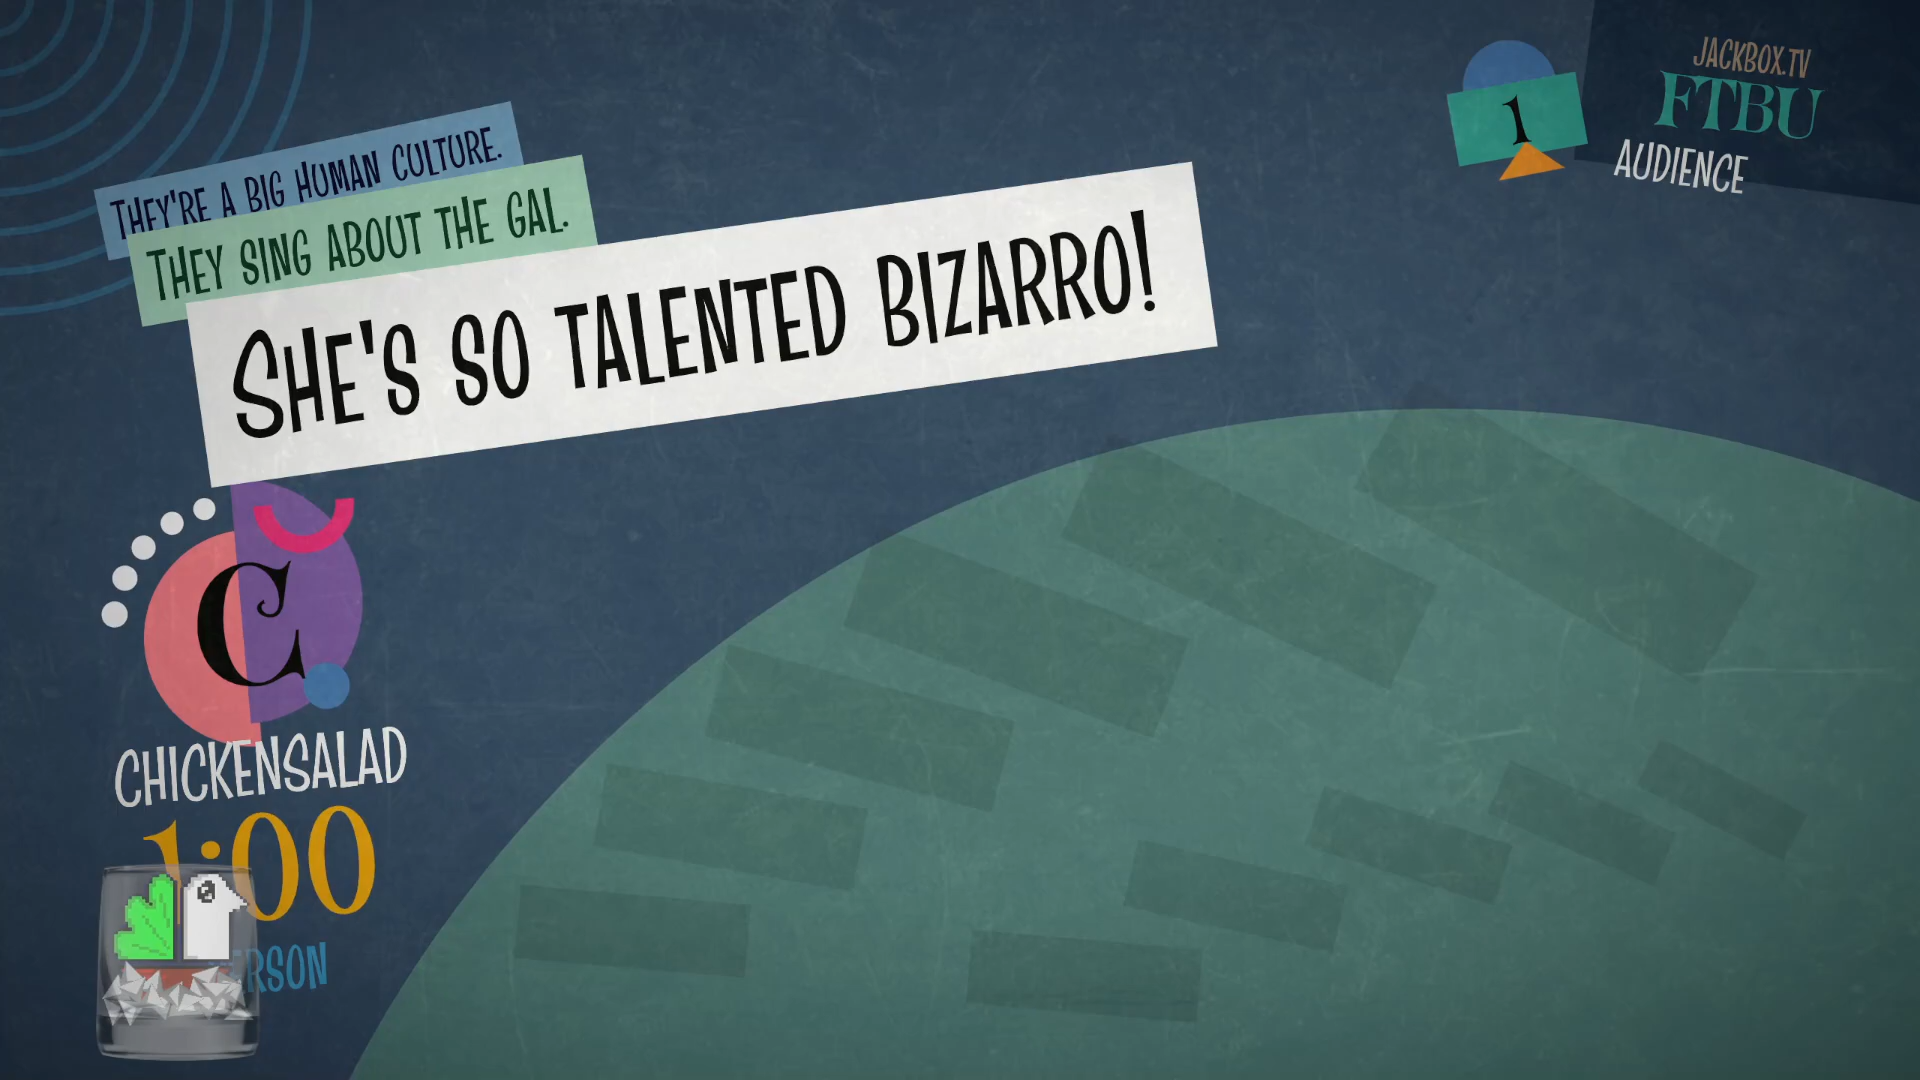 THEY'RE A BIG HUMAN CULTURE.
THEY SING ABOUT THE GAL.
SHE'S SO TALENTED BIZARRO!
JACKBOX.TV
FTBU
1
AUDIENCE
C
CHICKENSALAD
1:00